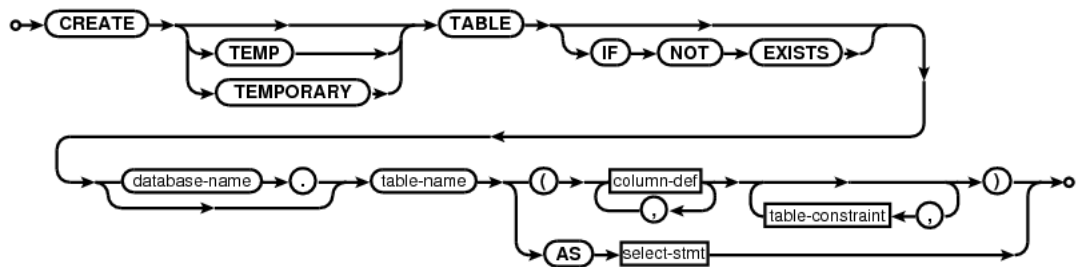 CREATE TABLE
TEMP IF NOT EXISTS
TEMPORARY
database-name . table-name ( column-def )
, table-constraint ,
AS select-stmt